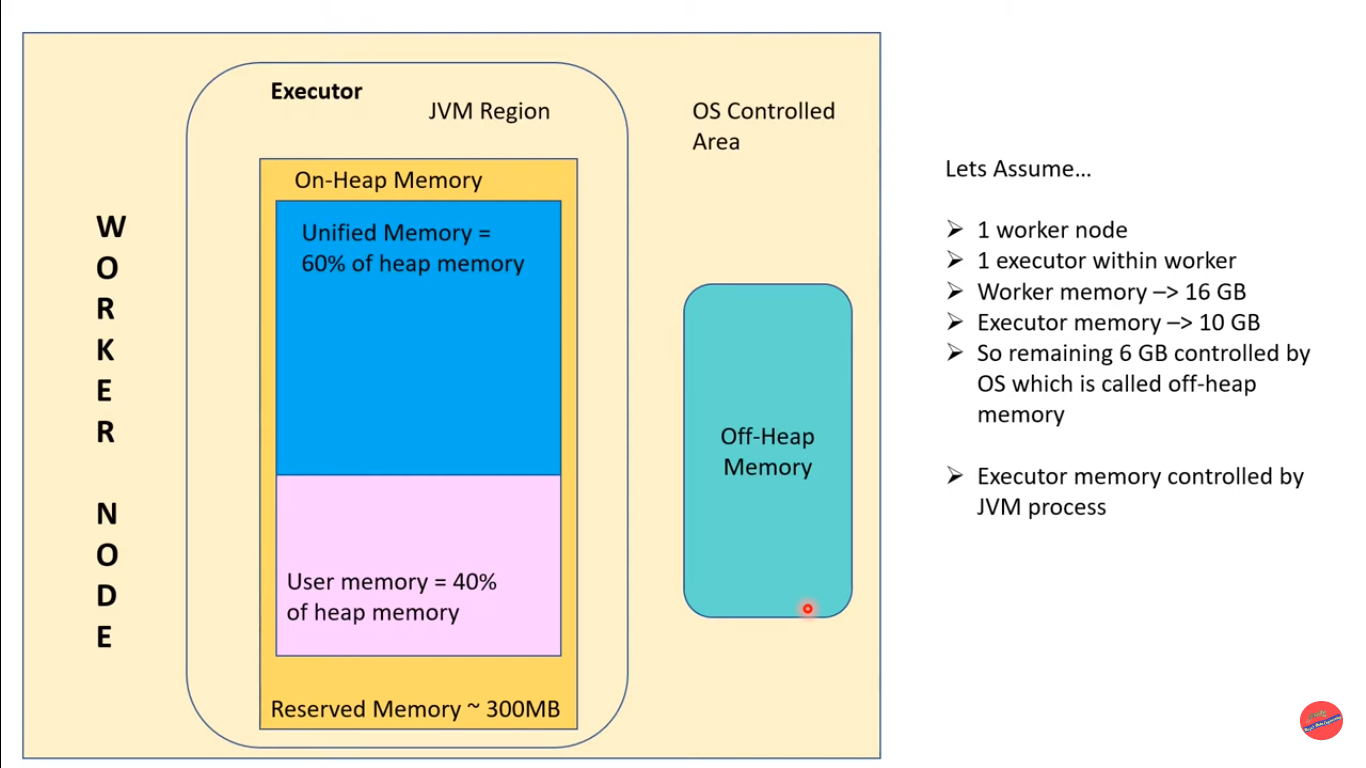 Executor
JVM Region
OS Controlled
Area
On-Heap Memory
Unified Memory =
60% of heap memory
WORKER NODE
Off-Heap
Memory
User memory = 40%
of heap memory
Reserved Memory ~ 300MB
Lets Assume...
➢ 1 worker node
➢ 1 executor within worker
➢ Worker memory –> 16 GB
➢ Executor memory –> 10 GB
➢ So remaining 6 GB controlled by
OS which is called off-heap
memory
➢ Executor memory controlled by
JVM process